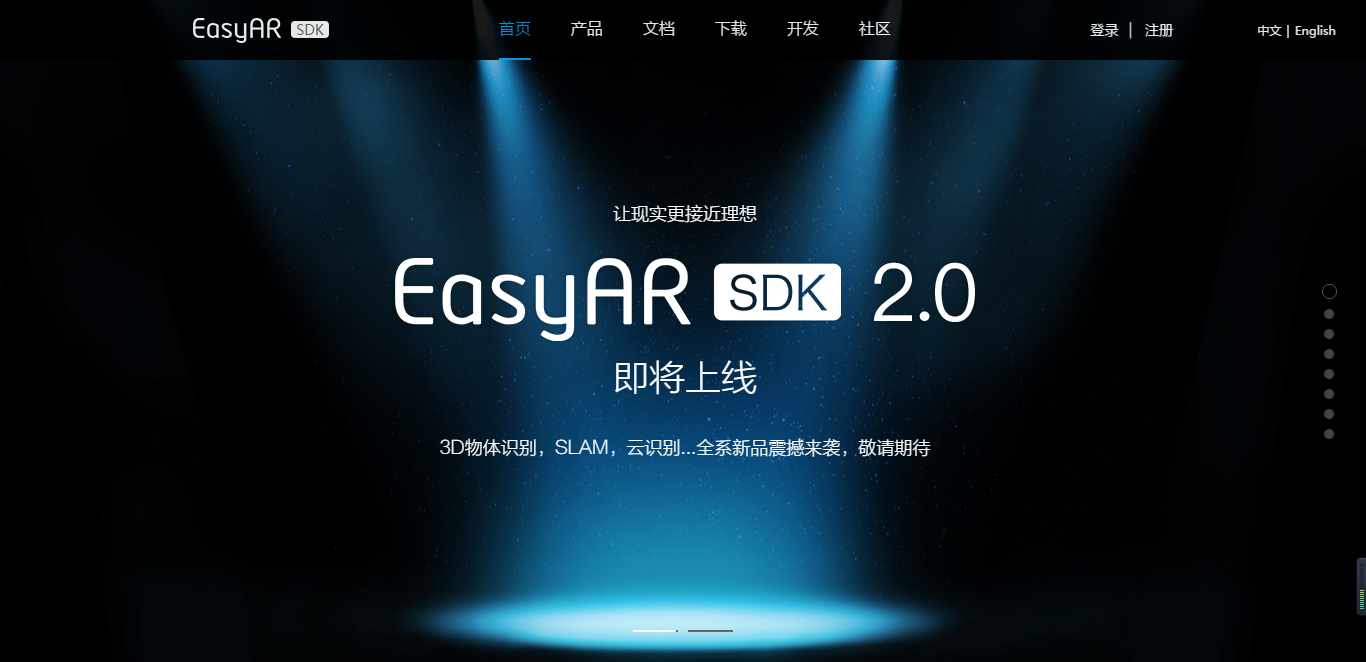 EasyAR SDK 首页 产品 文档 下载 开发 社区 登录 | 注册 中文 | English
让现实更接近理想
EasyAR SDK 2.0
即将上线
3D物体识别，SLAM，云识别...全系新品震撼来袭，敬请期待